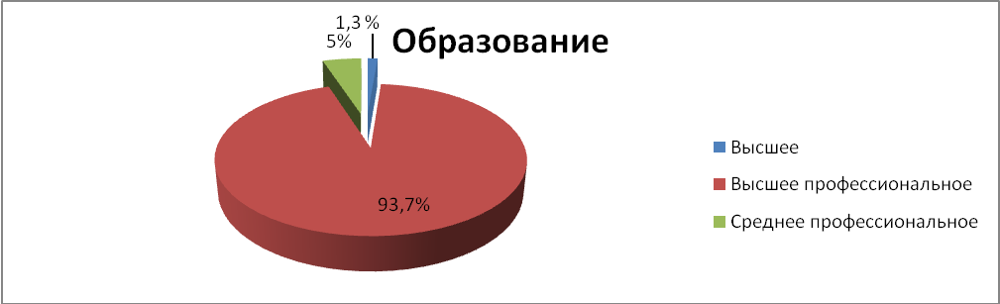 1,3 %
5%
Образование
93,7%
Высшее
Высшее профессиональное
Среднее профессиональное